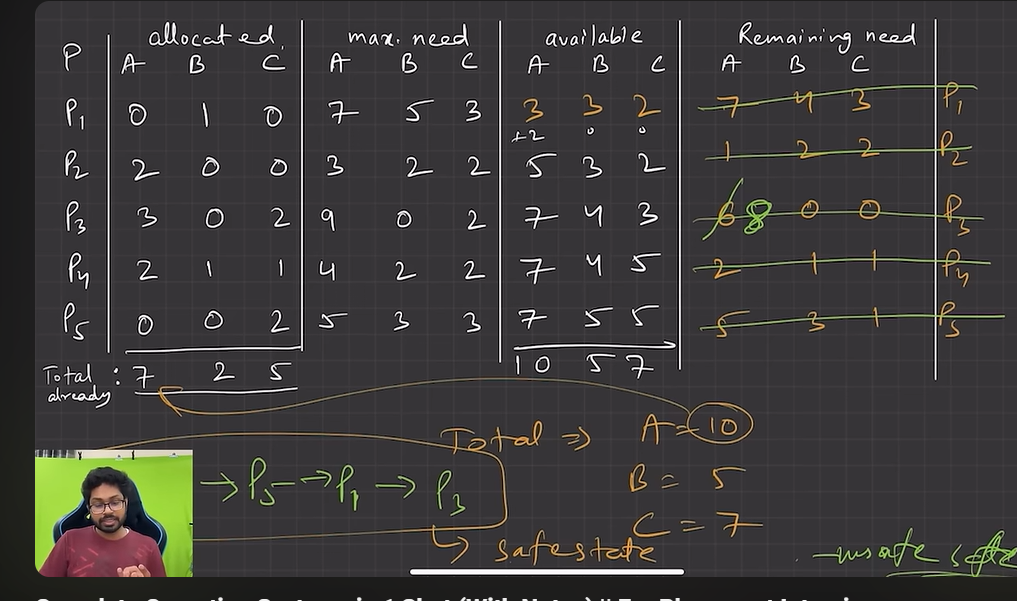 allocated. max. need available Remaining need
P A B C A B C A B C A B C
P1 0 1 0 7 5 3 3 3 2 7 4 3 P1
+2 0 0
P2 2 0 0 3 2 2 5 3 2 1 2 2 P2
P3 3 0 2 9 0 2 7 4 3 6 8 0 0 P3
P4 2 1 1 4 2 2 7 4 5 2 1 1 P4
P5 0 0 2 5 3 3 7 5 5 5 3 1 P5
Total already : 7 2 5 10 5 7
Total => A = 10
B = 5
C = 7
→ P5 → P1 → P3
↳ safestate